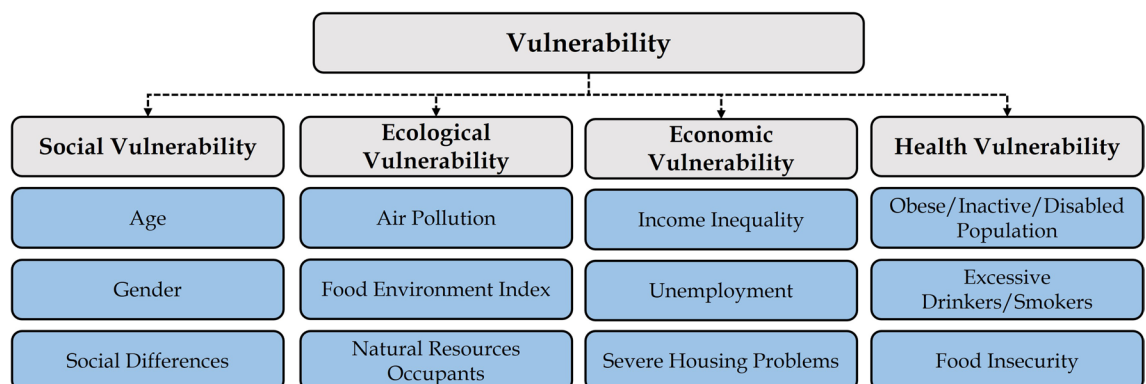 Vulnerability
Social Vulnerability
Ecological
Vulnerability
Economic
Vulnerability
Health Vulnerability
Age
Air Pollution
Income Inequality
Obese/Inactive/Disabled
Population
Gender
Food Environment Index
Unemployment
Excessive
Drinkers/Smokers
Social Differences
Natural Resources
Occupants
Severe Housing Problems
Food Insecurity